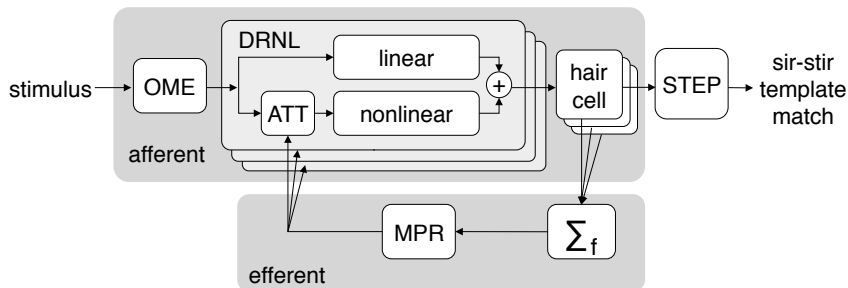 DRNL
linear
stimulus
OME
+
hair
cell
STEP
sir-stir
template
match
ATT
nonlinear
afferent
MPR
∑f
efferent